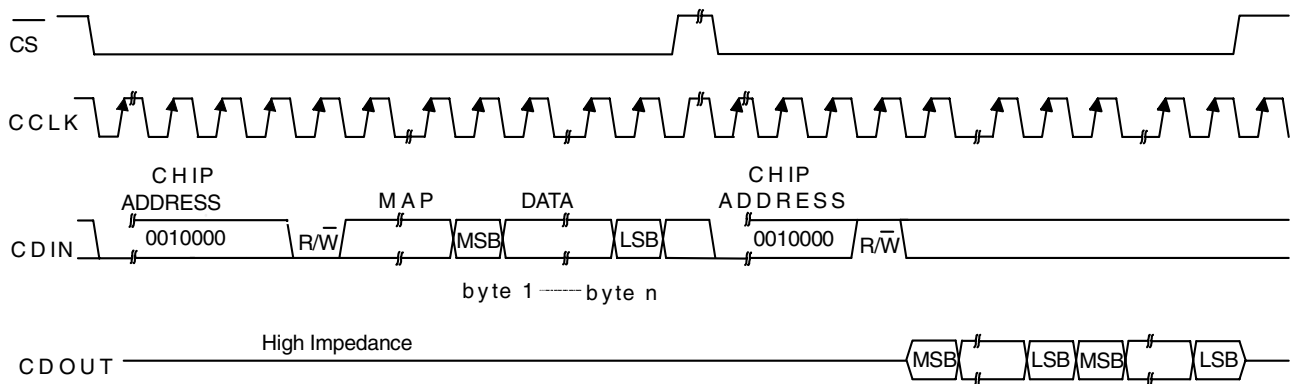 CS
CCLK
CHIP
ADDRESS
MAP
DATA
CHIP
ADDRESS
CDIN
0010000
R/W
MSB
LSB
0010000
R/W
byte 1
byte n
High Impedance
CDOUT
MSB
LSB
MSB
LSB